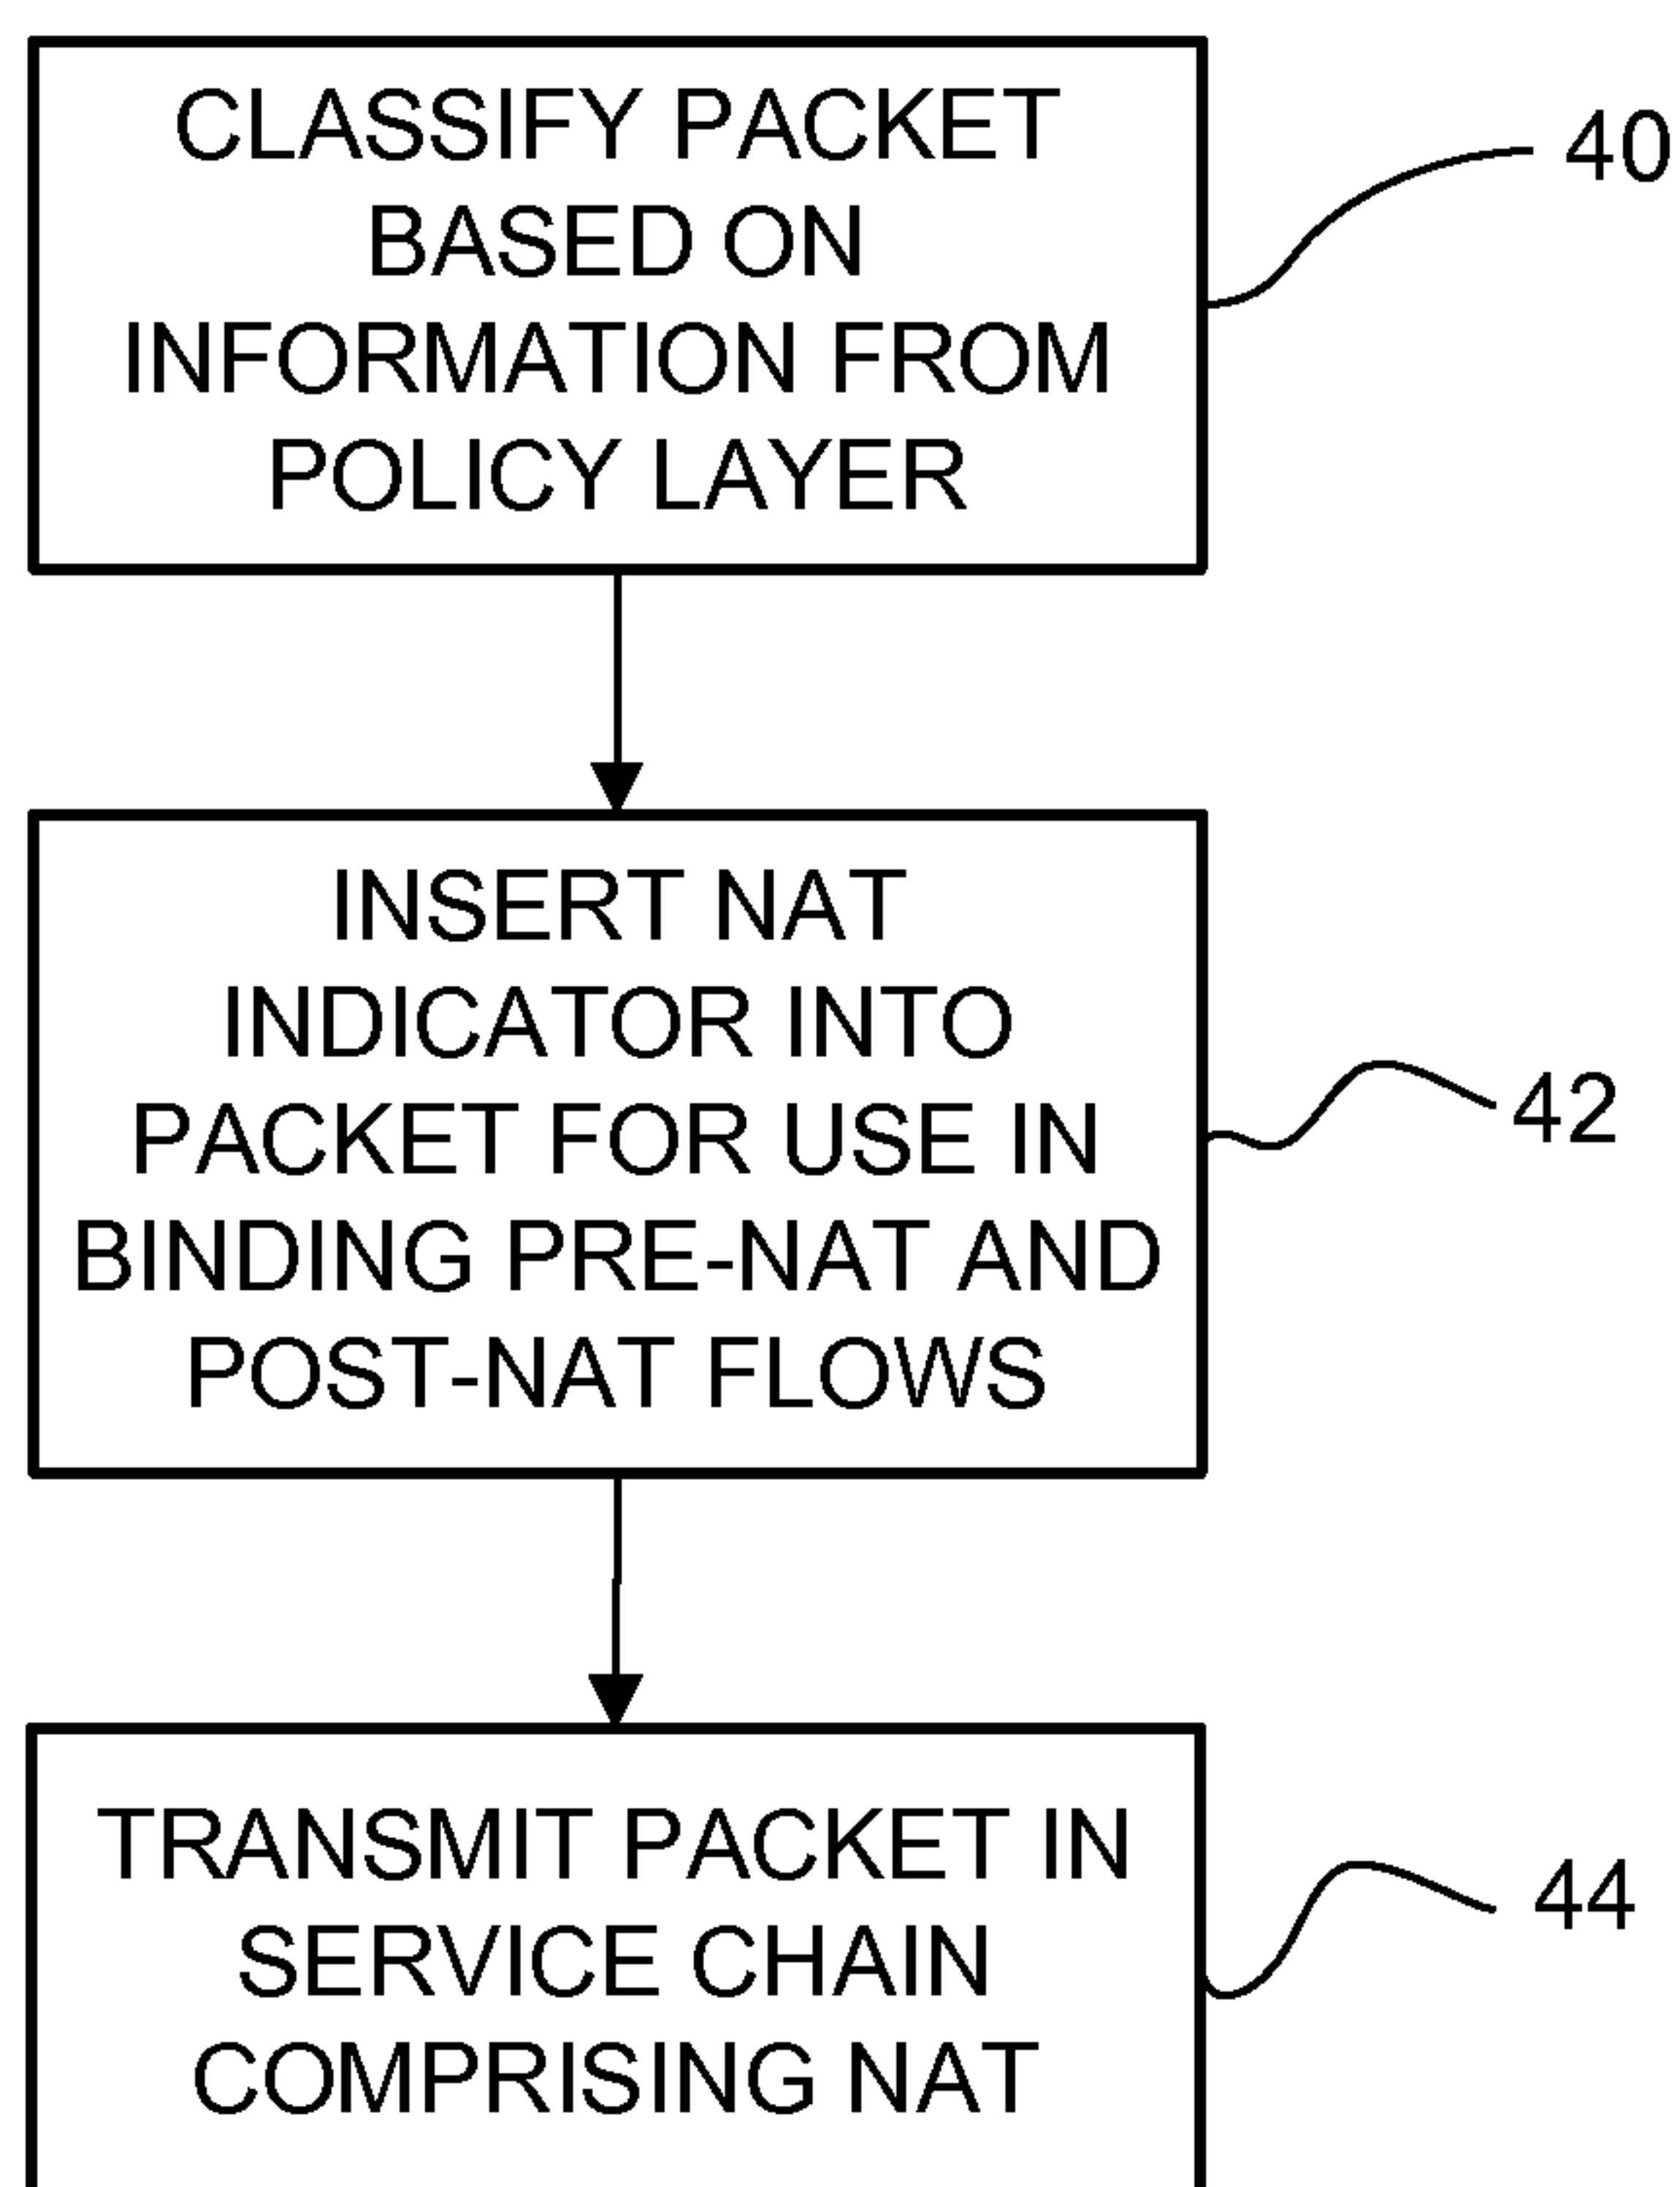 CLASSIFY PACKET
BASED ON
INFORMATION FROM
POLICY LAYER
40
INSERT NAT
INDICATOR INTO
PACKET FOR USE IN
BINDING PRE-NAT AND
POST-NAT FLOWS
42
TRANSMIT PACKET IN
SERVICE CHAIN
COMPRISING NAT
44